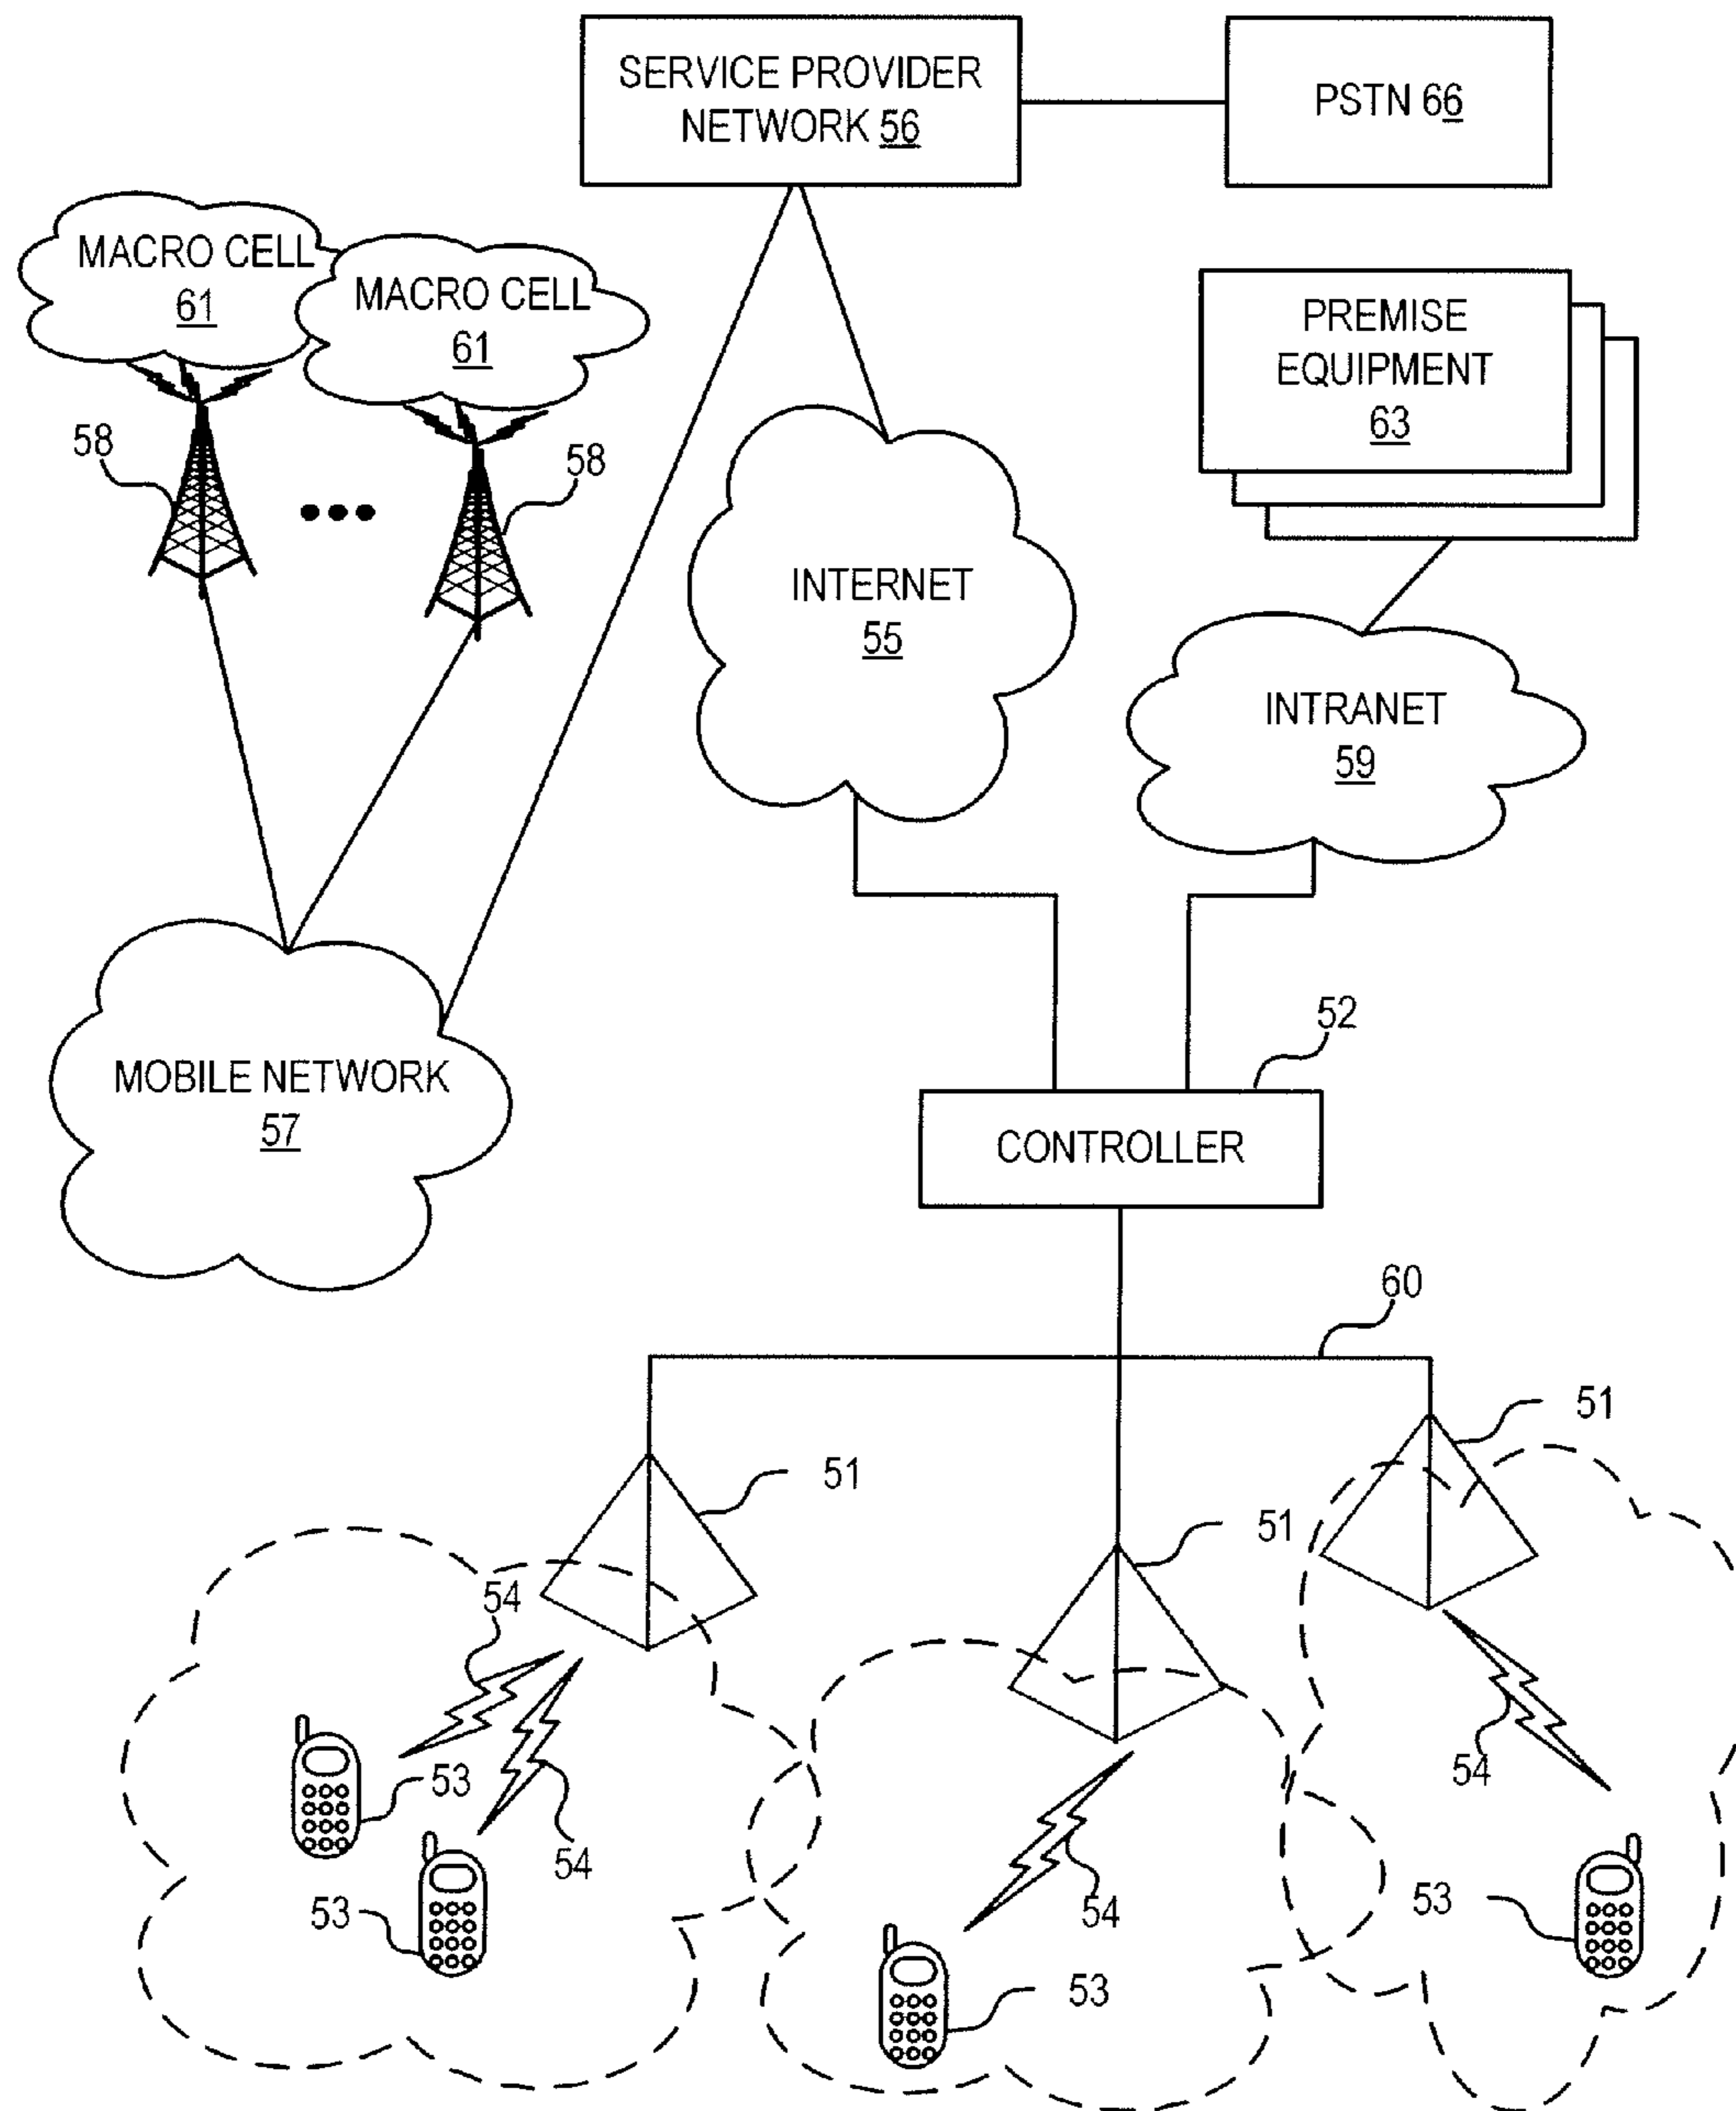 SERVICE PROVIDER
NETWORK 56
PSTN 66
MACRO CELL
61
MACRO CELL
61
PREMISE
EQUIPMENT
63
58
58
INTERNET
55
INTRANET
59
52
MOBILE NETWORK
57
CONTROLLER
60
51
51
51
54
54
53
54
53
54
53
53